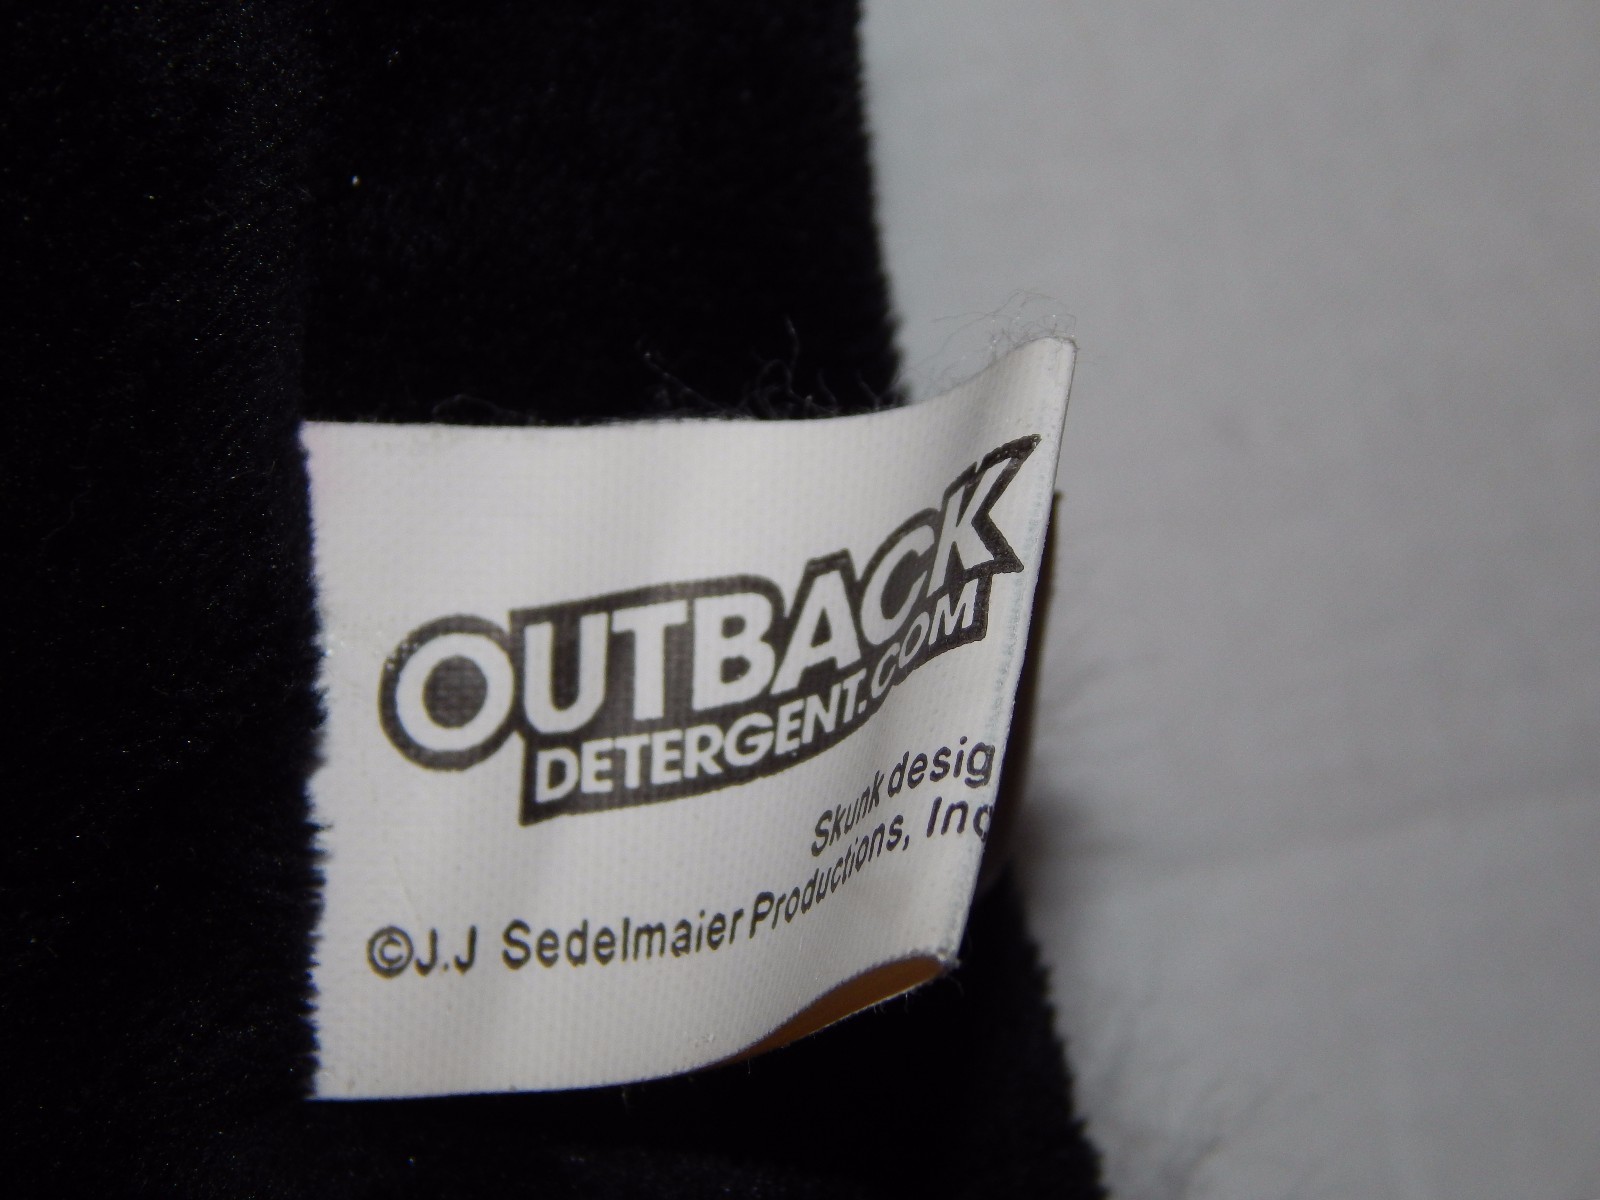 OUTBACK
DETERGENT.COM
Skunk desig
©J.J Sedelmaier Productions, Inc